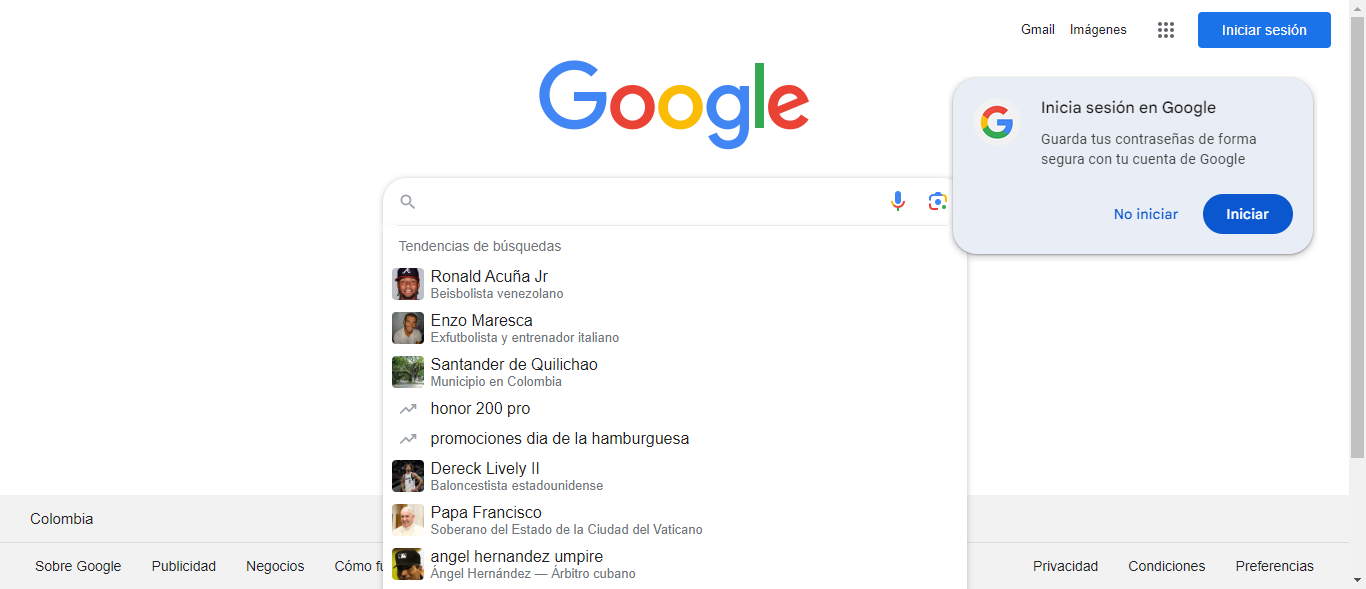 Gmail Imágenes Iniciar sesión
Google
Inicia sesión en Google
Guarda tus contraseñas de forma
segura con tu cuenta de Google
No iniciar Iniciar
Tendencias de búsquedas
Ronald Acuña Jr
Beisbolista venezolano
Enzo Maresca
Exfutbolista y entrenador italiano
Santander de Quilichao
Municipio en Colombia
honor 200 pro
promociones dia de la hamburguesa
Dereck Lively II
Baloncestista estadounidense
Papa Francisco
Soberano del Estado de la Ciudad del Vaticano
angel hernandez umpire
Ángel Hernández — Árbitro cubano
Colombia
Sobre Google Publicidad Negocios Cómo Privacidad Condiciones Preferencias